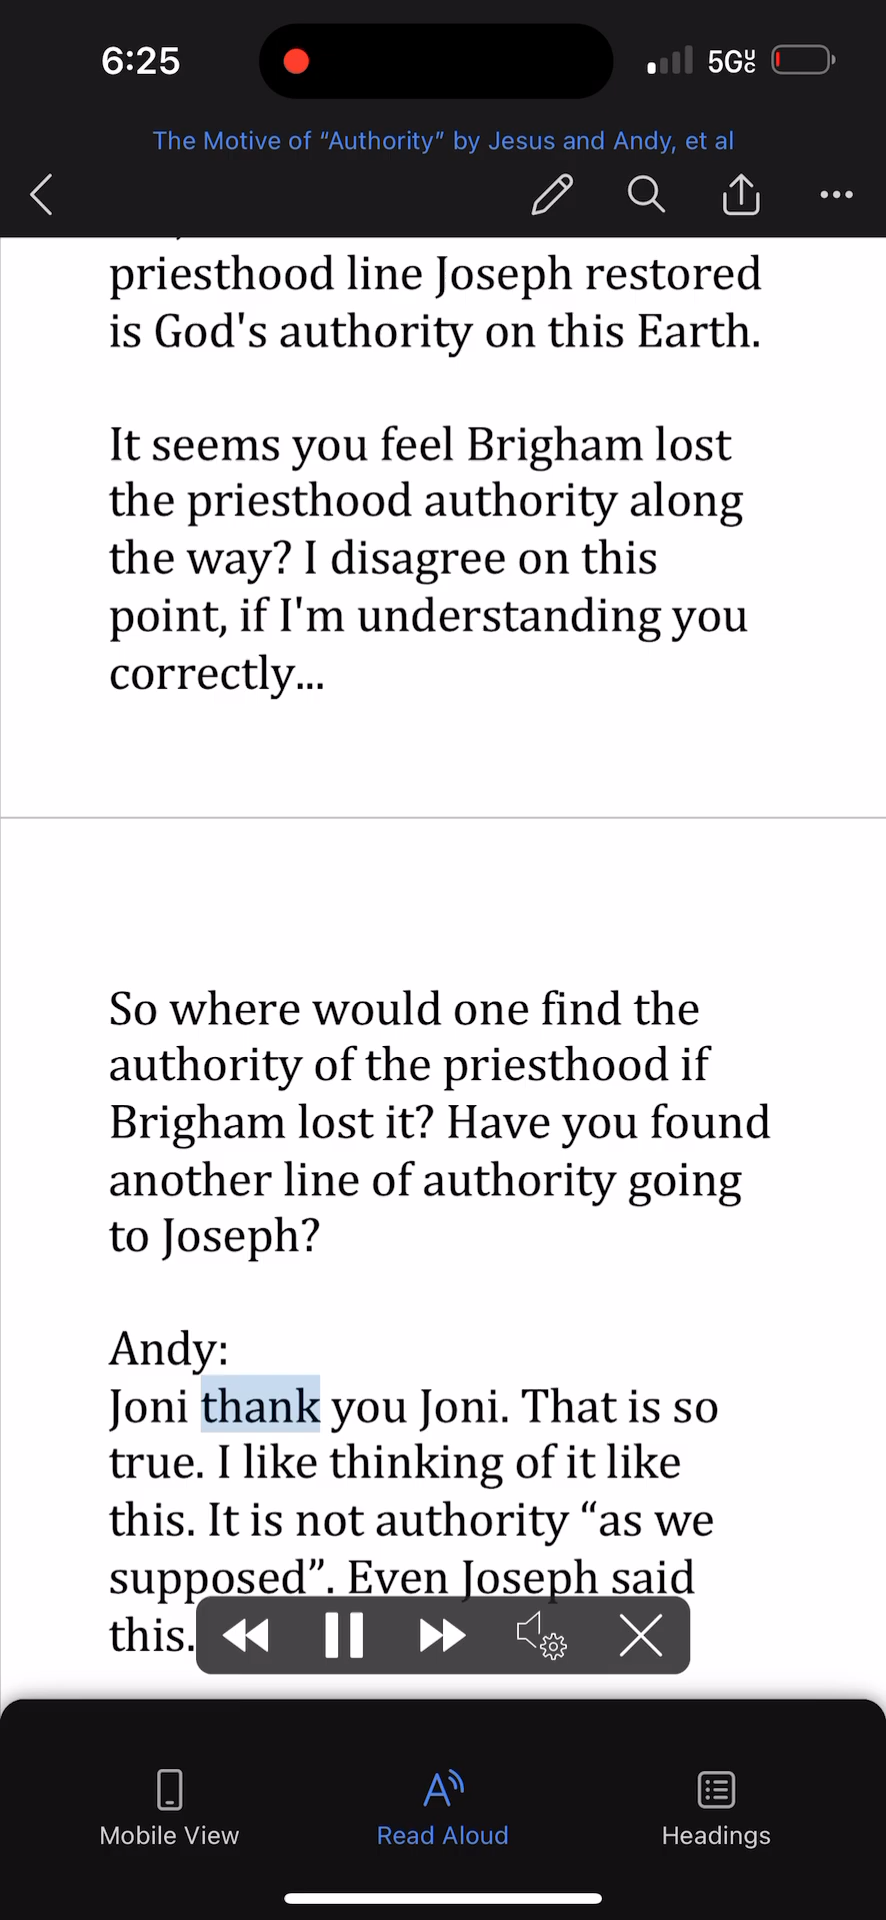 6:25
5GUC
The Motive of “Authority” by Jesus and Andy, et al
priesthood line Joseph restored
is God's authority on this Earth.
It seems you feel Brigham lost
the priesthood authority along
the way? I disagree on this
point, if I'm understanding you
correctly...
So where would one find the
authority of the priesthood if
Brigham lost it? Have you found
another line of authority going
to Joseph?
Andy:
Joni thank you Joni. That is so
true. I like thinking of it like
this. It is not authority “as we
supposed”. Even Joseph said
this.
Mobile View
Read Aloud
Headings